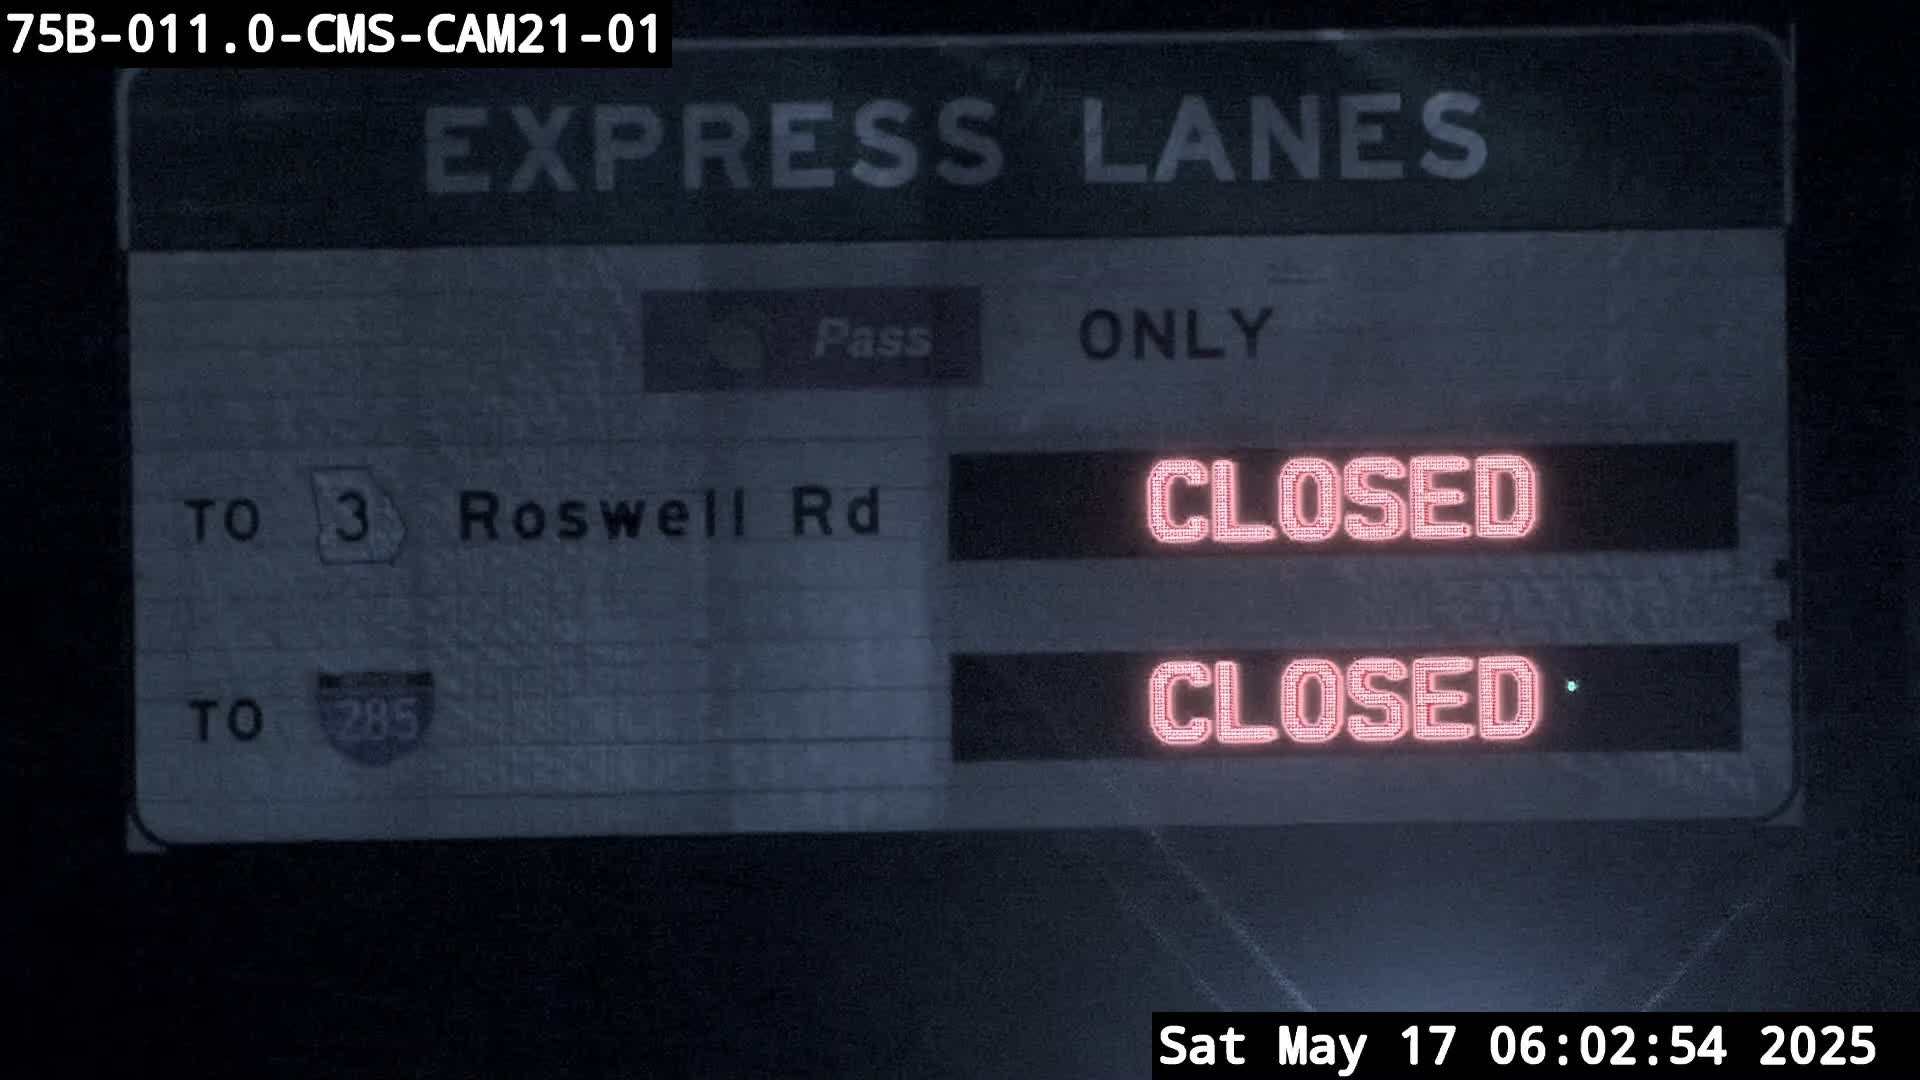 75B-011.0-CMS-CAM21-01
EXPRESS LANES
Pass ONLY
TO 3 Roswell Rd CLOSED
TO 285 CLOSED
Sat May 17 06:02:54 2025